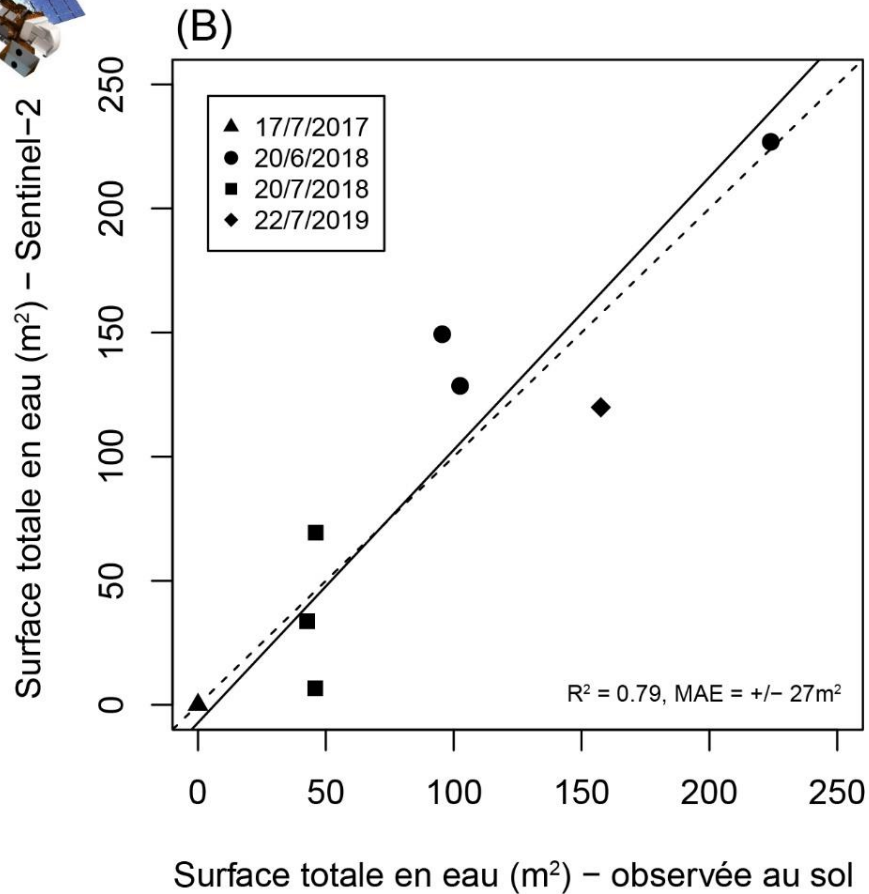 (B)
Surface totale en eau (m²) − Sentinel−2
250
200
150
100
50
0
17/7/2017
20/6/2018
20/7/2018
22/7/2019
R² = 0.79, MAE = +/− 27m²
0 50 100 150 200 250
Surface totale en eau (m²) − observée au sol